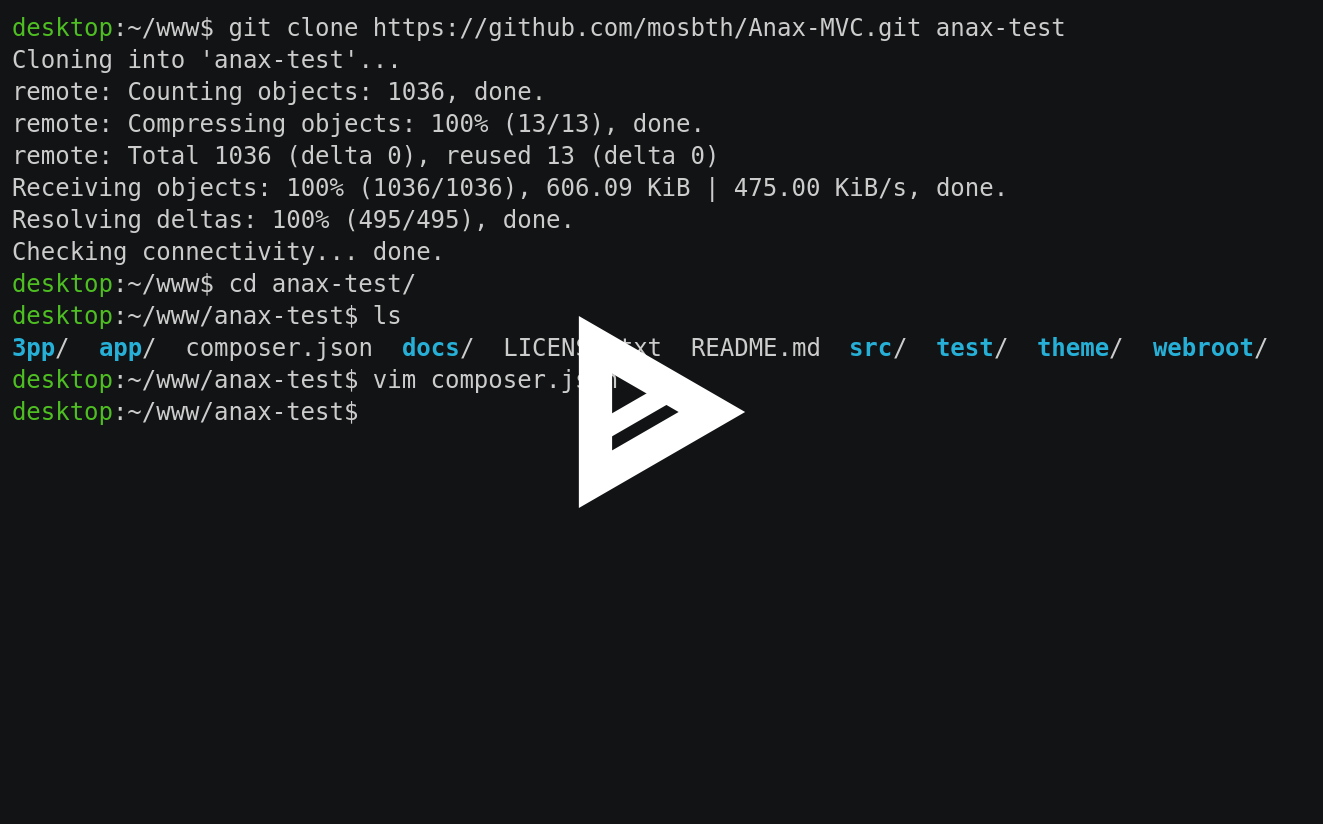 desktop:~/www$ git clone https://github.com/mosbth/Anax-MVC.git anax-test
Cloning into 'anax-test'...
remote: Counting objects: 1036, done.
remote: Compressing objects: 100% (13/13), done.
remote: Total 1036 (delta 0), reused 13 (delta 0)
Receiving objects: 100% (1036/1036), 606.09 KiB | 475.00 KiB/s, done.
Resolving deltas: 100% (495/495), done.
Checking connectivity... done.
desktop:~/www$ cd anax-test/
desktop:~/www/anax-test$ ls
3pp/  app/  composer.json  docs/  LICENSE.txt  README.md  src/  test/  theme/  webroot/
desktop:~/www/anax-test$ vim composer.json
desktop:~/www/anax-test$